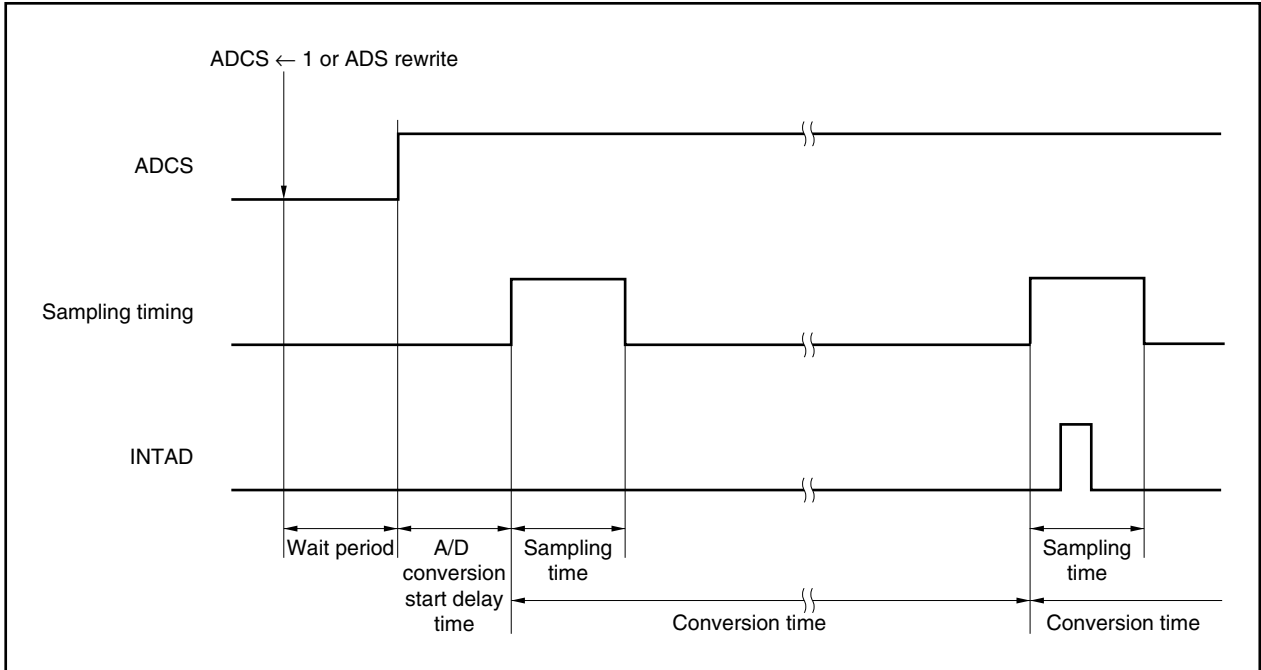 ADCS ← 1 or ADS rewrite
ADCS
Sampling timing
INTAD
Wait period
A/D
conversion
start delay
time
Sampling
time
Sampling
time
Conversion time
Conversion time